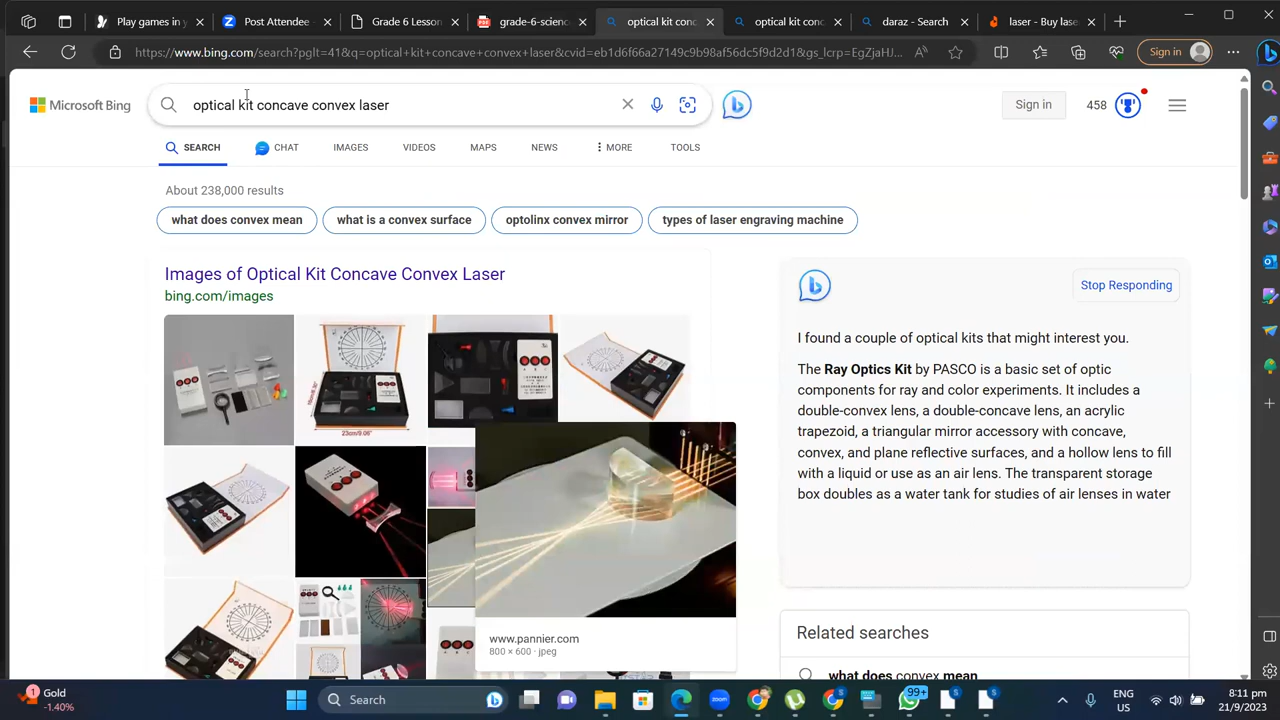 Play games in y
Post Attendee -
Grade 6 Lesson
grade-6-scienc
optical kit conc
optical kit conc
daraz - Search
laser - Buy lase
https://www.bing.com/search?pglt=41&q=optical+kit+concave+convex+laser&cvid=eb1d6f66a27149c9b98af56dc5f9d2d1&gs_lcrp=EgZjaHJ...
Sign in
Microsoft Bing
optical kit concave convex laser
Sign in
458
SEARCH
CHAT
IMAGES
VIDEOS
MAPS
NEWS
MORE
TOOLS
About 238,000 results
what does convex mean
what is a convex surface
optolinx convex mirror
types of laser engraving machine
Images of Optical Kit Concave Convex Laser
bing.com/images
23cm/9.06"
www.pannier.com
800 × 600 · jpeg
Stop Responding
I found a couple of optical kits that might interest you.
The Ray Optics Kit by PASCO is a basic set of optic
components for ray and color experiments. It includes a
double-convex lens, a double-concave lens, an acrylic
trapezoid, a triangular mirror accessory with concave,
convex, and plane reflective surfaces, and a hollow lens to fill
with a liquid or use as an air lens. The transparent storage
box doubles as a water tank for studies of air lenses in water
Related searches
what does convex mean
1
Gold
-1.40%
Search
99+
ENG
US
8:11 pm
21/9/2023